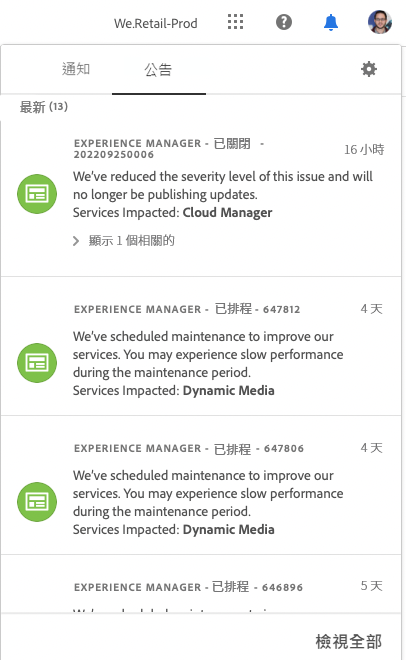 We.Retail-Prod
通知
公告
最新 (13)
EXPERIENCE MANAGER - 已關閉 -
202209250006
16 小時
We've reduced the severity level of this issue and will
no longer be publishing updates.
Services Impacted: Cloud Manager
顯示 1 個相關的
EXPERIENCE MANAGER - 已排程 - 647812
4 天
We've scheduled maintenance to improve our
services. You may experience slow performance
during the maintenance period.
Services Impacted: Dynamic Media
EXPERIENCE MANAGER - 已排程 - 647806
4 天
We've scheduled maintenance to improve our
services. You may experience slow performance
during the maintenance period.
Services Impacted: Dynamic Media
EXPERIENCE MANAGER - 已排程 - 646896
5 天
檢視全部